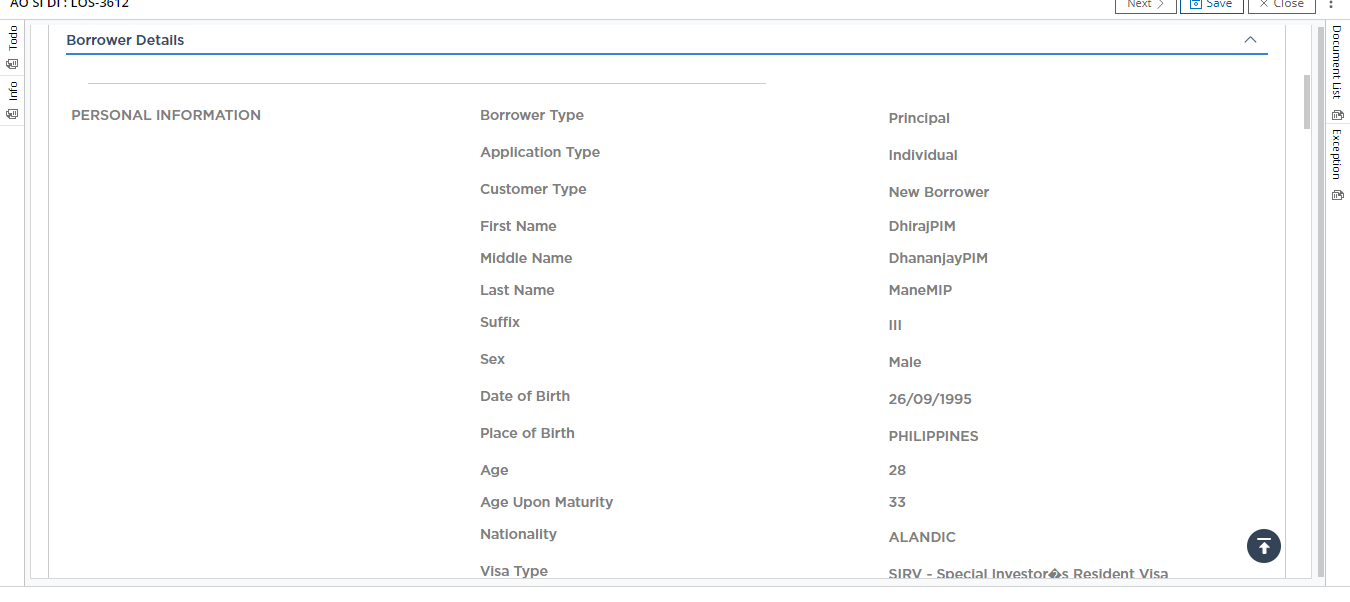 AO SI DI : LOS-3612
Next
Save
Close
Todo
Info
Document List
Exception
Borrower Details
PERSONAL INFORMATION
Borrower Type Principal
Application Type Individual
Customer Type New Borrower
First Name DhirajPIM
Middle Name DhananjayPIM
Last Name ManeMIP
Suffix III
Sex Male
Date of Birth 26/09/1995
Place of Birth PHILIPPINES
Age 28
Age Upon Maturity 33
Nationality ALANDIC
Visa Type SIRV - Special Investor�s Resident Visa